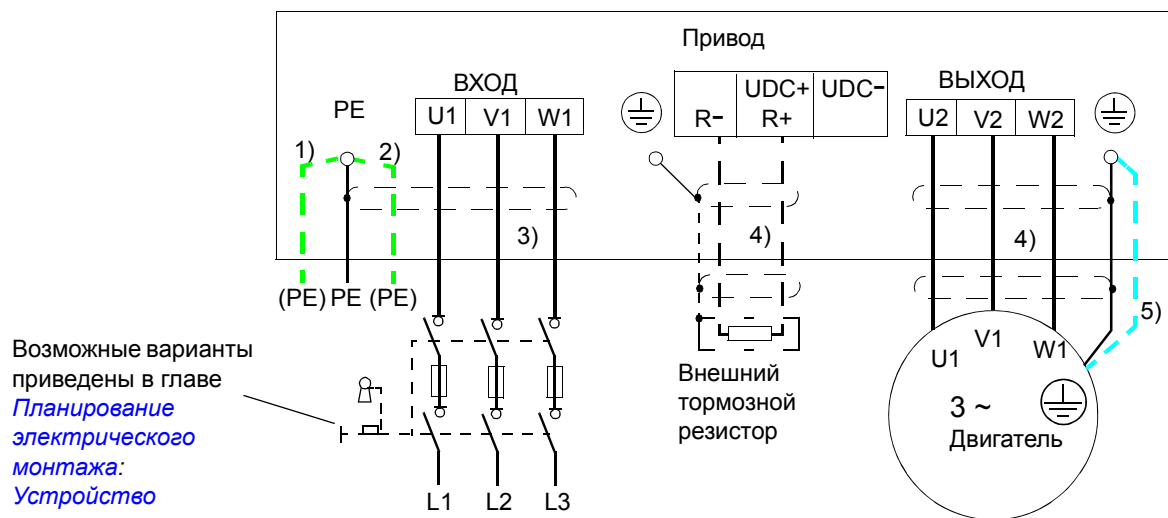 Привод
ВХОД
ВЫХОД
PE
U1 V1 W1
R- UDC+ R+ UDC-
U2 V2 W2
1) 2)
3)
4)
4)
5)
(PE) PE (PE)
Возможные варианты
приведены в главе
Планирование
электрического
монтажа:
Устройство
L1 L2 L3
Внешний
тормозной
резистор
U1 V1 W1
3 ~
Двигатель